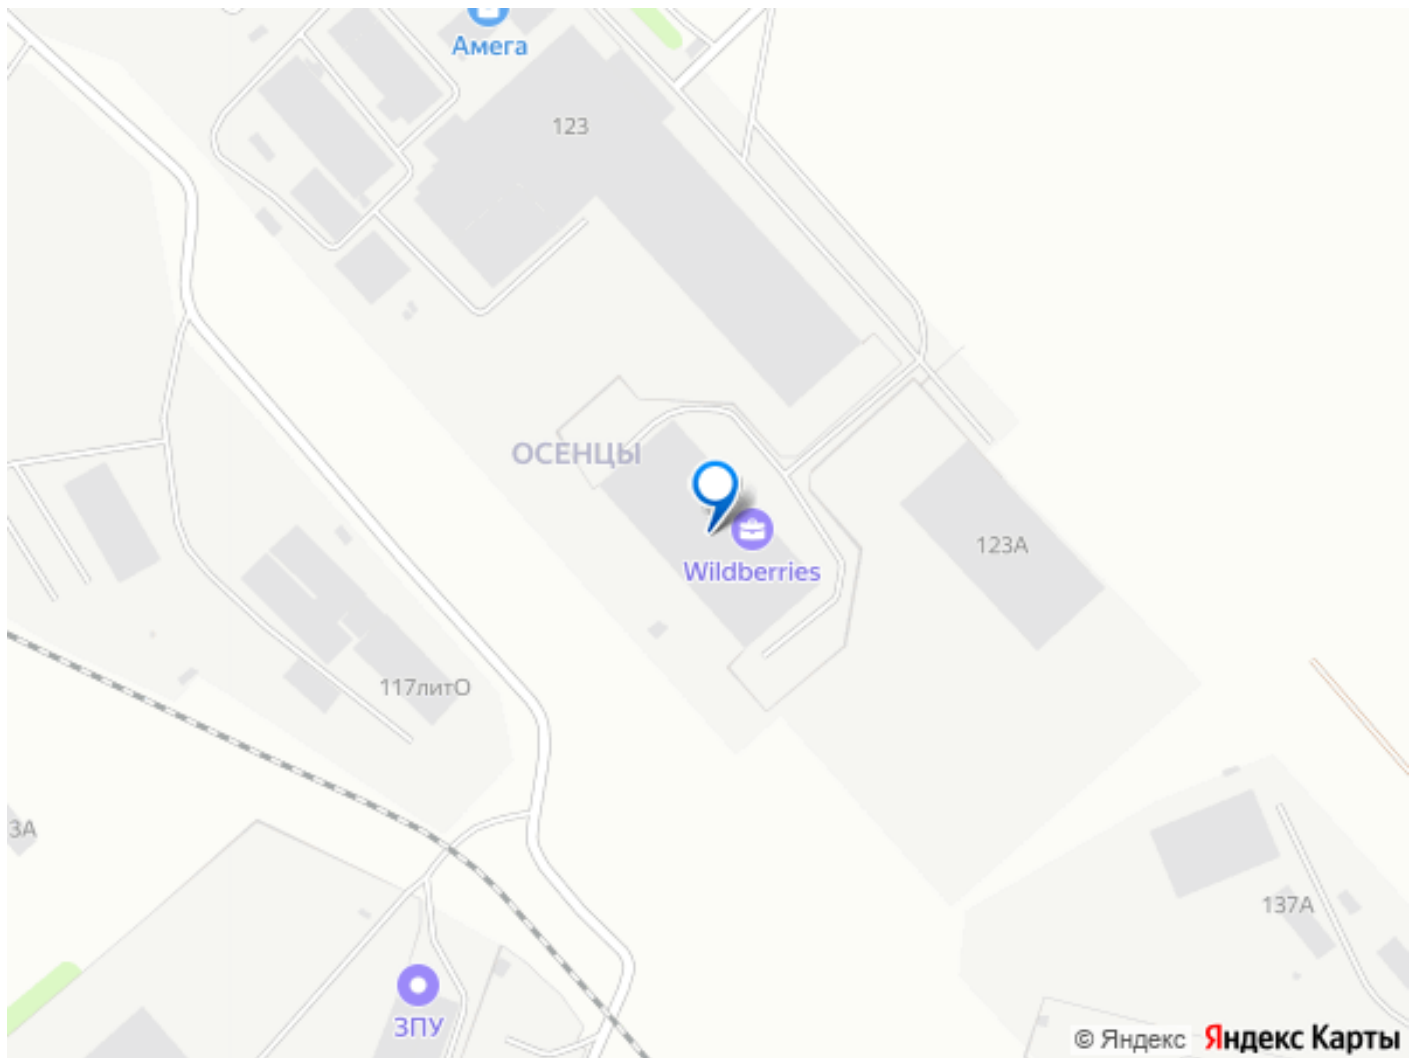 Амега
123
ОСЕНЦЫ
123А
Wildberries
117литО
3А
137А
ЗПУ
© Яндекс Яндекс Карты